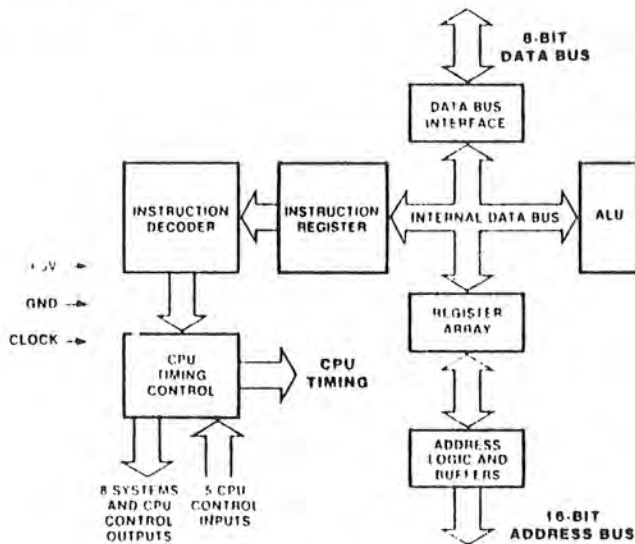 8-BIT
DATA BUS
DATA BUS
INTERFACE
INSTRUCTION
DECODER
INSTRUCTION
REGISTER
INTERNAL DATA BUS
ALU
GND
CLOCK
REGISTER
ARRAY
CPU
TIMING
CONTROL
CPU
TIMING
ADDRESS
LOGIC AND
BUFFERS
8 SYSTEMS
AND CPU
CONTROL
OUTPUTS
5 CPU
CONTROL
INPUTS
16-BIT
ADDRESS BUS